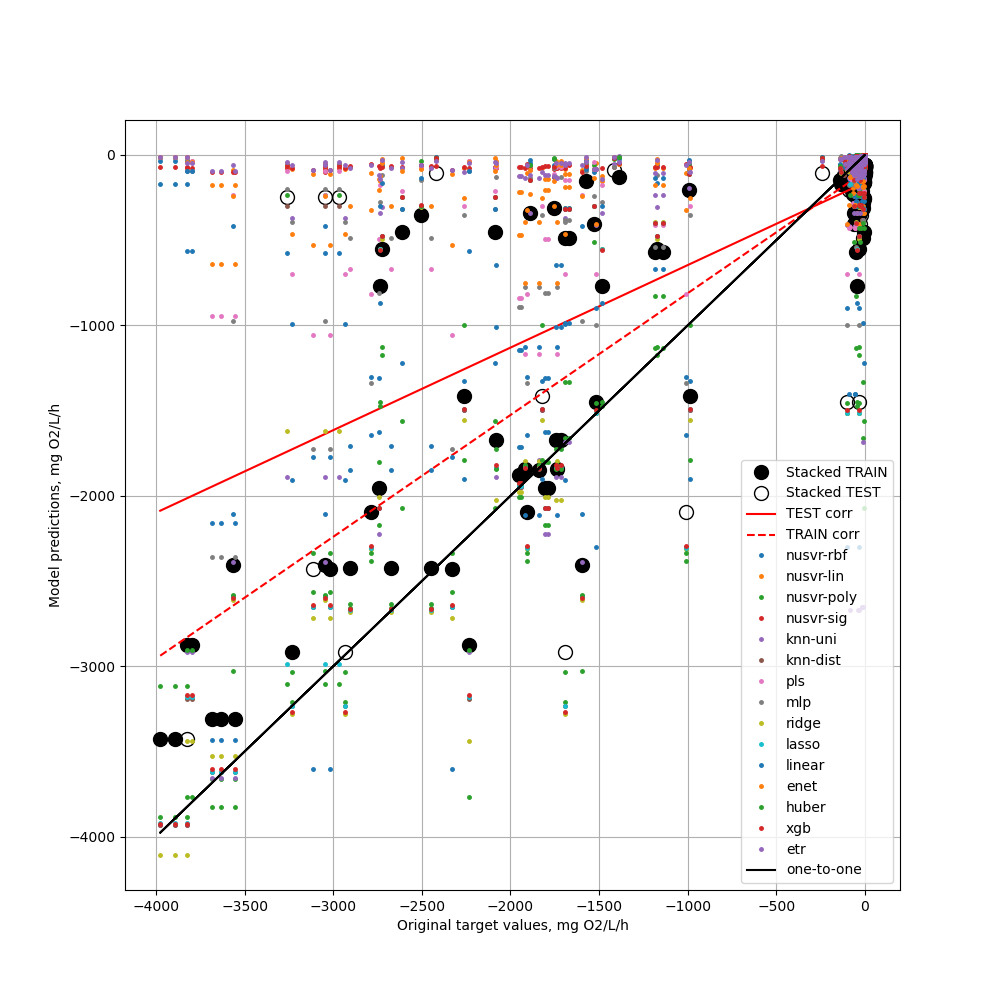 0
−1000
−2000
−3000
−4000
Model predictions, mg O2/L/h
−4000 −3500 −3000 −2500 −2000 −1500 −1000 −500 0
Original target values, mg O2/L/h
Stacked TRAIN
Stacked TEST
TEST corr
TRAIN corr
nusvr-rbf
nusvr-lin
nusvr-poly
nusvr-sig
knn-uni
knn-dist
pls
mlp
ridge
lasso
linear
enet
huber
xgb
etr
one-to-one